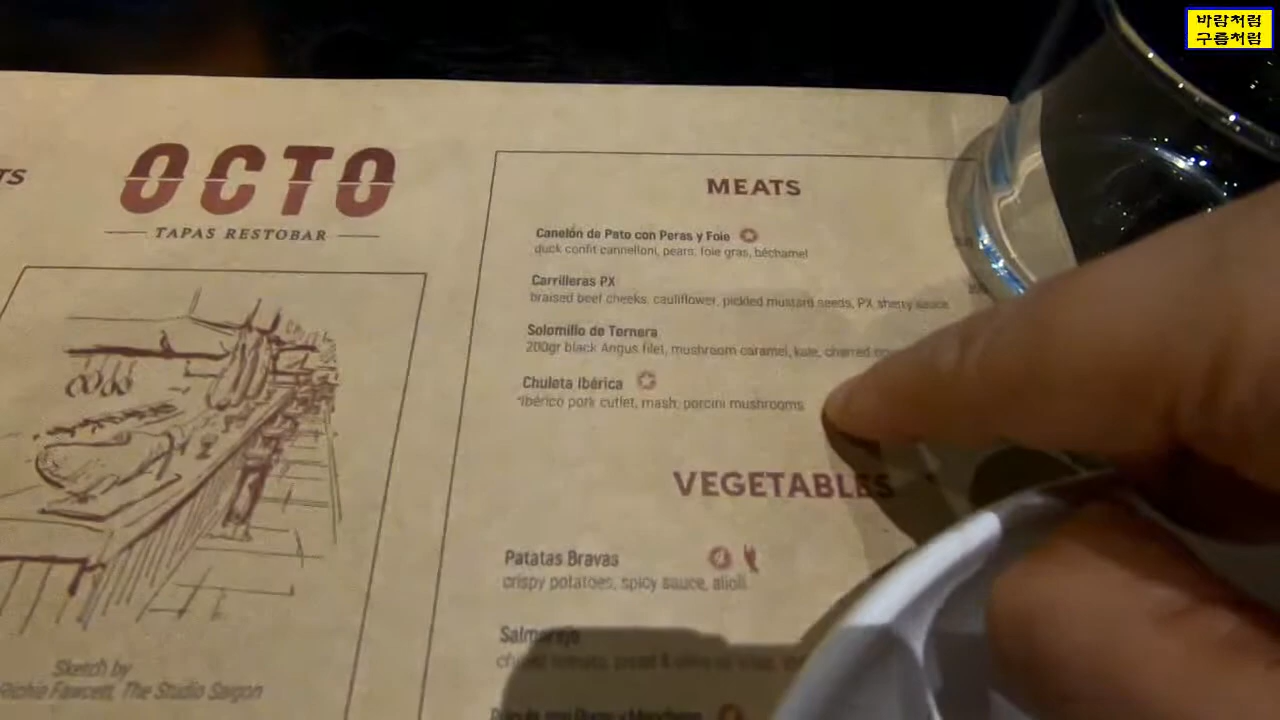 바람처럼
구름처럼
TS
OCTO
TAPAS RESTOBAR
MEATS
Canelón de Pato con Peras y Foie
duck confit cannelloni, pears, foie gras, béchamel
Carrilleras PX
braised beef cheeks, cauliflower, pickled mustard seeds, PX sherry sauce
Solomillo de Ternera
200gr black Angus filet, mushroom caramel, kale, charred
Chuleta Ibérica
*Ibérico pork cutlet, mash, porcini mushrooms
VEGETABLES
Patatas Bravas
crispy potatoes, spicy sauce, alioli
Salmorejo
Sketch by
Richie Fawcett, The Studio Saigon